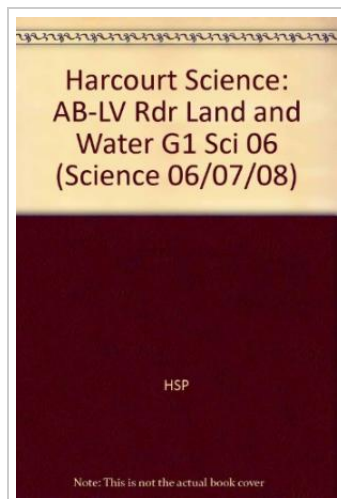 Harcourt Science:
AB-LV Rdr Land and
Water G1 Sci 06
(Science 06/07/08)
HSP
Note: This is not the actual book cover